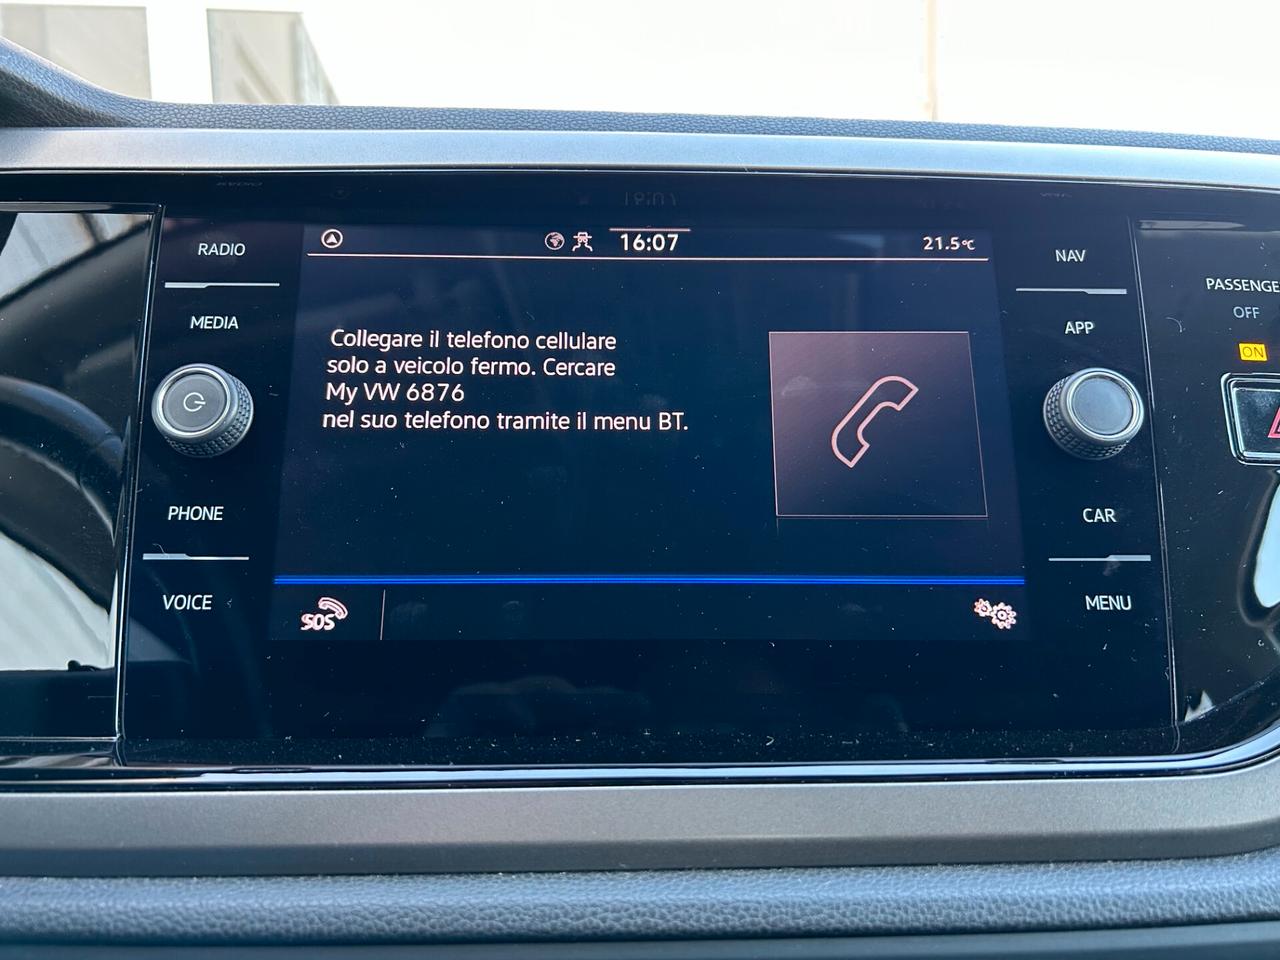 16:07
21.5°C
RADIO
MEDIA
PHONE
VOICE
Collegare il telefono cellulare
solo a veicolo fermo. Cercare
My VW 6876
nel suo telefono tramite il menu BT.
SOS
NAV
APP
CAR
MENU
PASSENGE
OFF
ON